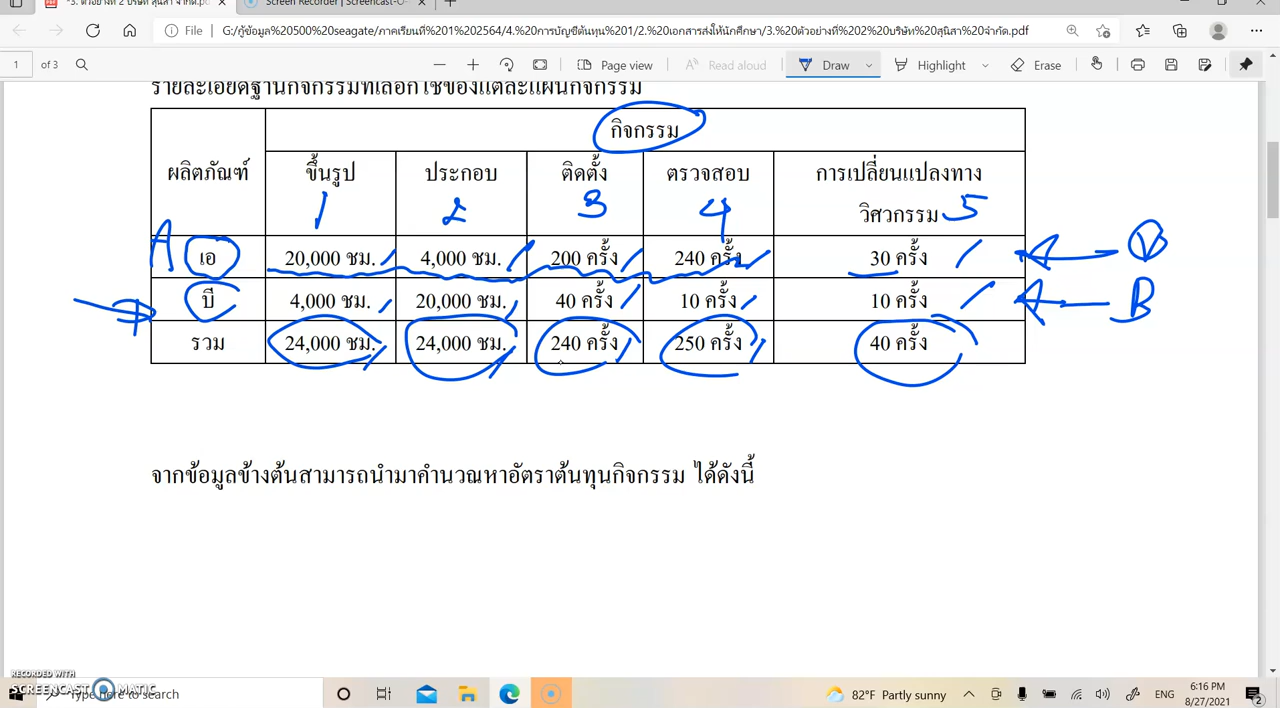 *3. ตัวอย่างที่ 2 บริษัท สุนิสา จำกัด.pdf
Screen Recorder | Screencast-O-
File G:/กู้ข้อมูล%20500%20seagate/ภาคเรียนที่%201%202564/4.%20การบัญชีต้นทุน%201/2.%20เอกสารส่งให้นักศึกษา/3.%20ตัวอย่างที่%202%20บริษัท%20สุนิสา%20จำกัด.pdf
1 of 3 Page view Read aloud Draw Highlight Erase
รายละเอียดฐานกิจกรรมที่เลือกใช้ของแต่ละแผนกิจกรรม
กิจกรรม
ผลิตภัณฑ์ ขึ้นรูป ประกอบ ติดตั้ง ตรวจสอบ การเปลี่ยนแปลงทาง
วิศวกรรม
1 2 3 4 5
A เอ 20,000 ชม. 4,000 ชม. 200 ครั้ง 240 ครั้ง 30 ครั้ง
บี 4,000 ชม. 20,000 ชม. 40 ครั้ง 10 ครั้ง 10 ครั้ง B
รวม 24,000 ชม. 24,000 ชม. 240 ครั้ง 250 ครั้ง 40 ครั้ง
จากข้อมูลข้างต้นสามารถนำมาคำนวณหาอัตราต้นทุนกิจกรรม ได้ดังนี้
RECORDED WITH
SCREENCAST MATIC
Type here to search
82°F Partly sunny ENG 6:16 PM
8/27/2021
2